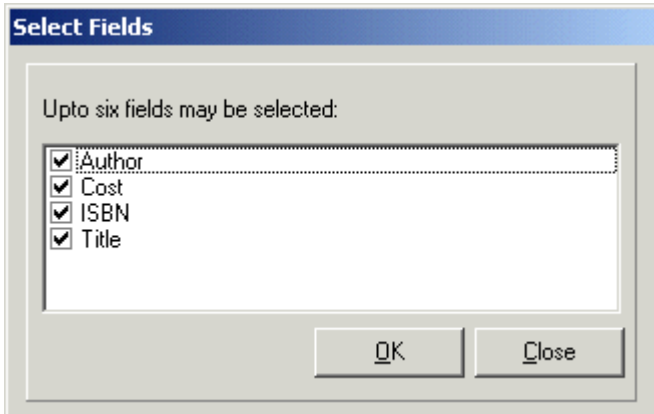 Select Fields
Upto six fields may be selected:
Author
Cost
ISBN
Title
OK
Close